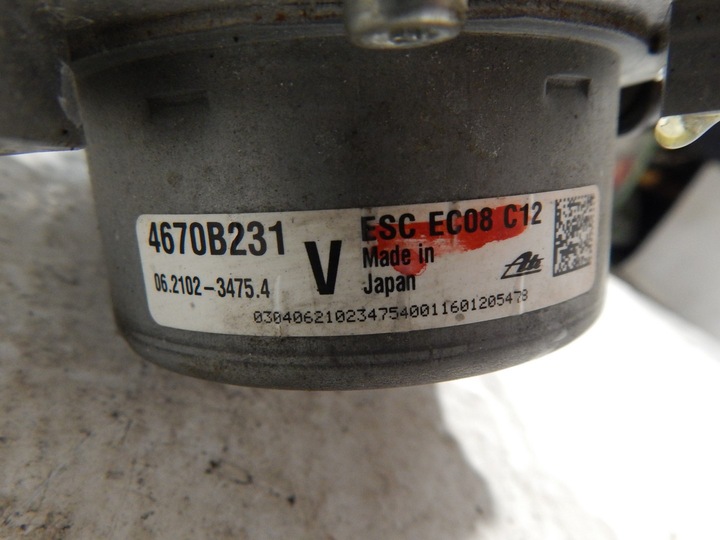 4670B231
06.2102-3475.4
V
ESC EC08 C12
Made in
Japan
Ate
0304062102347540011601205478